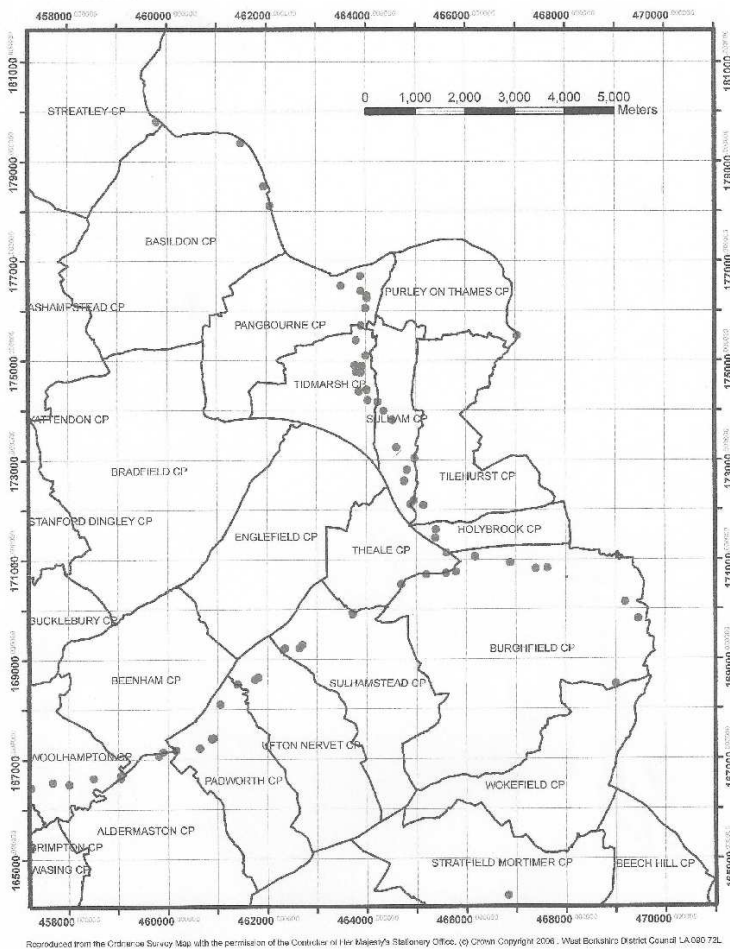 458000 460000 462000 464000 466000 468000 470000
181000 181000
0 1,000 2,000 3,000 4,000 5,000
Meters
STREATLEY CP
179000 179000
BASILDON CP
177000 177000
PURLEY ON THAMES CP
ASHAMPSTEAD CP
PANGBOURNE CP
175000 175000
TIDMARSH CP
YATTENDON CP
SULHAM CP
173000 173000
BRADFIELD CP
TILEHURST CP
STANFORD DINGLEY CP
HOLYBROOK CP
ENGLEFIELD CP
THEALE CP
171000 171000
BUCKLEBURY CP
BURGHFIELD CP
169000 169000
BEENHAM CP
SULHAMSTEAD CP
UFTON NERVET CP
WOOLHAMPTON CP
167000 167000
PADWORTH CP
WOKEFIELD CP
ALDERMASTON CP
BRIMPTON CP
165000 165000
WASING CP
STRATFIELD MORTIMER CP
BEECH HILL CP
458000 460000 462000 464000 466000 468000 470000
Reproduced from the Ordnance Survey Map with the permission of the Controller of Her Majesty's Stationery Office, (c) Crown Copyright 2006. West Berkshire District Council LA 080 72L